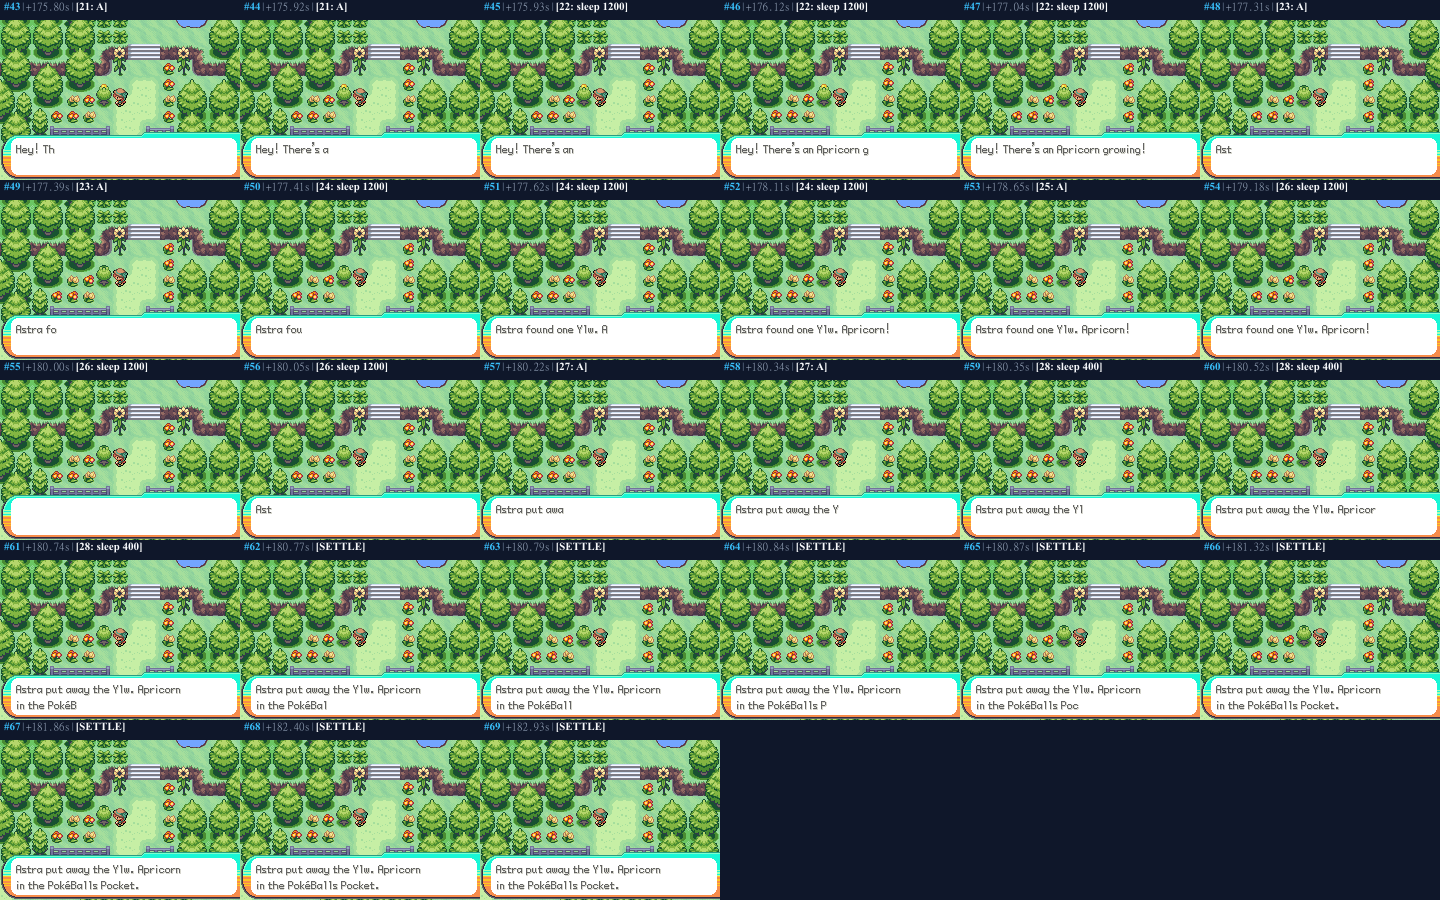 #43|+175.80s|[21: A]
#44|+175.92s|[21: A]
#45|+175.93s|[22: sleep 1200]
#46|+176.12s|[22: sleep 1200]
#47|+177.04s|[22: sleep 1200]
#48|+177.31s|[23: A]
Hey! Th
Hey! There's a
Hey! There's an
Hey! There's an Apricorn g
Hey! There's an Apricorn growing!
Ast
#49|+177.39s|[23: A]
#50|+177.41s|[24: sleep 1200]
#51|+177.62s|[24: sleep 1200]
#52|+178.11s|[24: sleep 1200]
#53|+178.65s|[25: A]
#54|+179.18s|[26: sleep 1200]
Astra fo
Astra fou
Astra found one Ylw. A
Astra found one Ylw. Apricorn!
Astra found one Ylw. Apricorn!
Astra found one Ylw. Apricorn!
#55|+180.00s|[26: sleep 1200]
#56|+180.05s|[26: sleep 1200]
#57|+180.22s|[27: A]
#58|+180.34s|[27: A]
#59|+180.35s|[28: sleep 400]
#60|+180.52s|[28: sleep 400]
Ast
Astra put awa
Astra put away the Y
Astra put away the Yl
Astra put away the Ylw. Apricor
#61|+180.74s|[28: sleep 400]
#62|+180.77s|[SETTLE]
#63|+180.79s|[SETTLE]
#64|+180.84s|[SETTLE]
#65|+180.87s|[SETTLE]
#66|+181.32s|[SETTLE]
Astra put away the Ylw. Apricorn
in the PokéB
Astra put away the Ylw. Apricorn
in the PokéBal
Astra put away the Ylw. Apricorn
in the PokéBall
Astra put away the Ylw. Apricorn
in the PokéBalls P
Astra put away the Ylw. Apricorn
in the PokéBalls Poc
Astra put away the Ylw. Apricorn
in the PokéBalls Pocket.
#67|+181.86s|[SETTLE]
#68|+182.40s|[SETTLE]
#69|+182.93s|[SETTLE]
Astra put away the Ylw. Apricorn
in the PokéBalls Pocket.
Astra put away the Ylw. Apricorn
in the PokéBalls Pocket.
Astra put away the Ylw. Apricorn
in the PokéBalls Pocket.